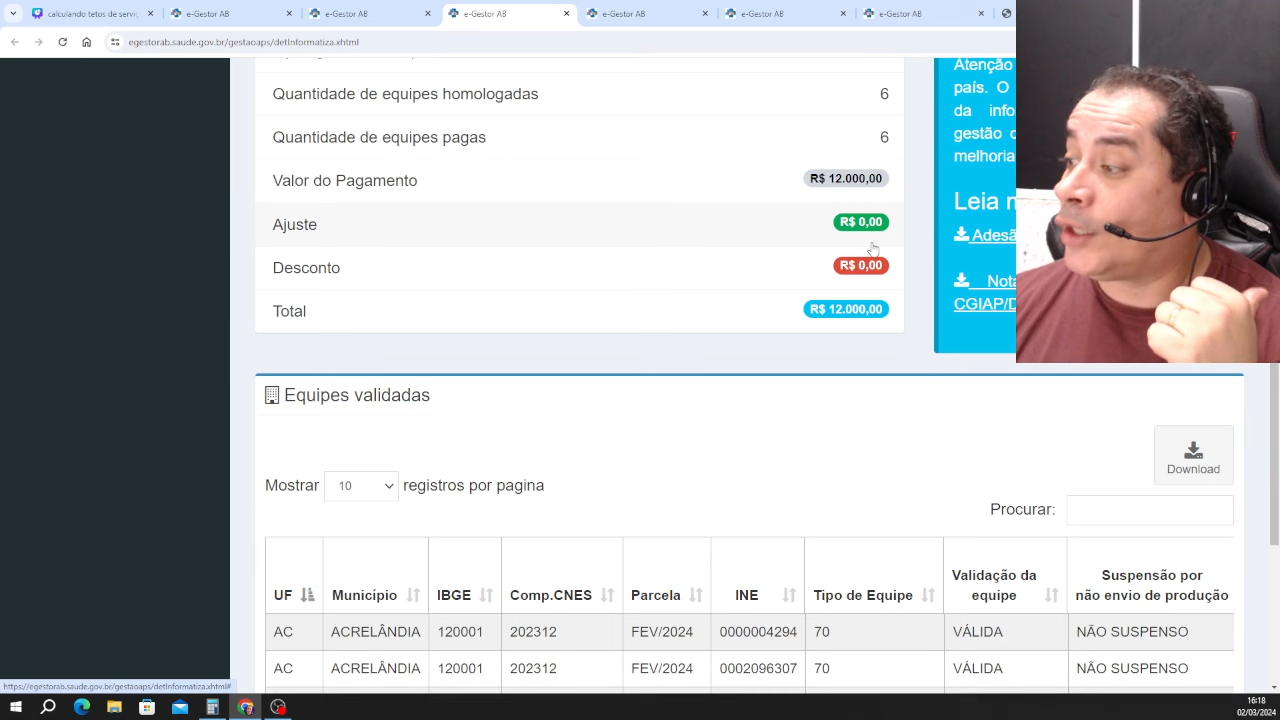 calculando tetos de serviç
e-Gestor AB
e-Gestor AB
e-Gestor AB
e-Gestor AB
e-Gestor AB
e-Gestor AB
egestorab.saude.gov.br/gestaoaps/detInformatiza.xhtml
Quantidade de equipes homologadas 6
Quantidade de equipes pagas 6
Valor do Pagamento R$ 12.000,00
Ajuste R$ 0,00
Desconto R$ 0,00
Total R$ 12.000,00
Atenção
país. O
da info
gestão
melhoria
Leia
Adesã
Nota
CGIAP/D
Equipes validadas
Download
Mostrar 10 registros por pagina
Procurar:
UF Município IBGE Comp.CNES Parcela INE Tipo de Equipe Validação da equipe Suspensão por não envio de produção
AC ACRELÂNDIA 120001 202312 FEV/2024 0000004294 70 VÁLIDA NÃO SUSPENSO
AC ACRELÂNDIA 120001 202312 FEV/2024 0002096307 70 VÁLIDA NÃO SUSPENSO
https://egestorab.saude.gov.br/gestaoaps/detInformatiza.xhtml#
16:18
02/03/2024